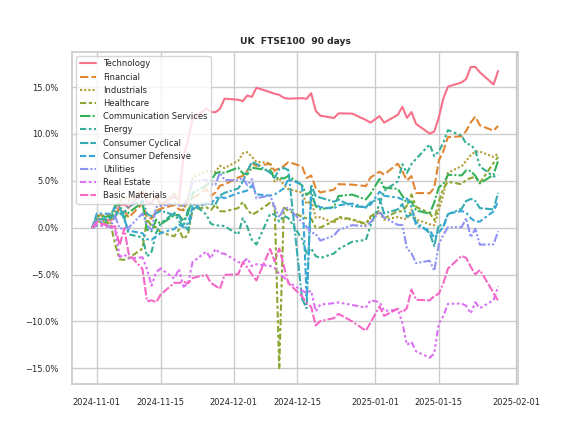 UK  FTSE100  90 days
Technology
Financial
Industrials
Healthcare
Communication Services
Energy
Consumer Cyclical
Consumer Defensive
Utilities
Real Estate
Basic Materials
15.0%
10.0%
5.0%
0.0%
−5.0%
−10.0%
−15.0%
2024-11-01 2024-11-15 2024-12-01 2024-12-15 2025-01-01 2025-01-15 2025-02-01